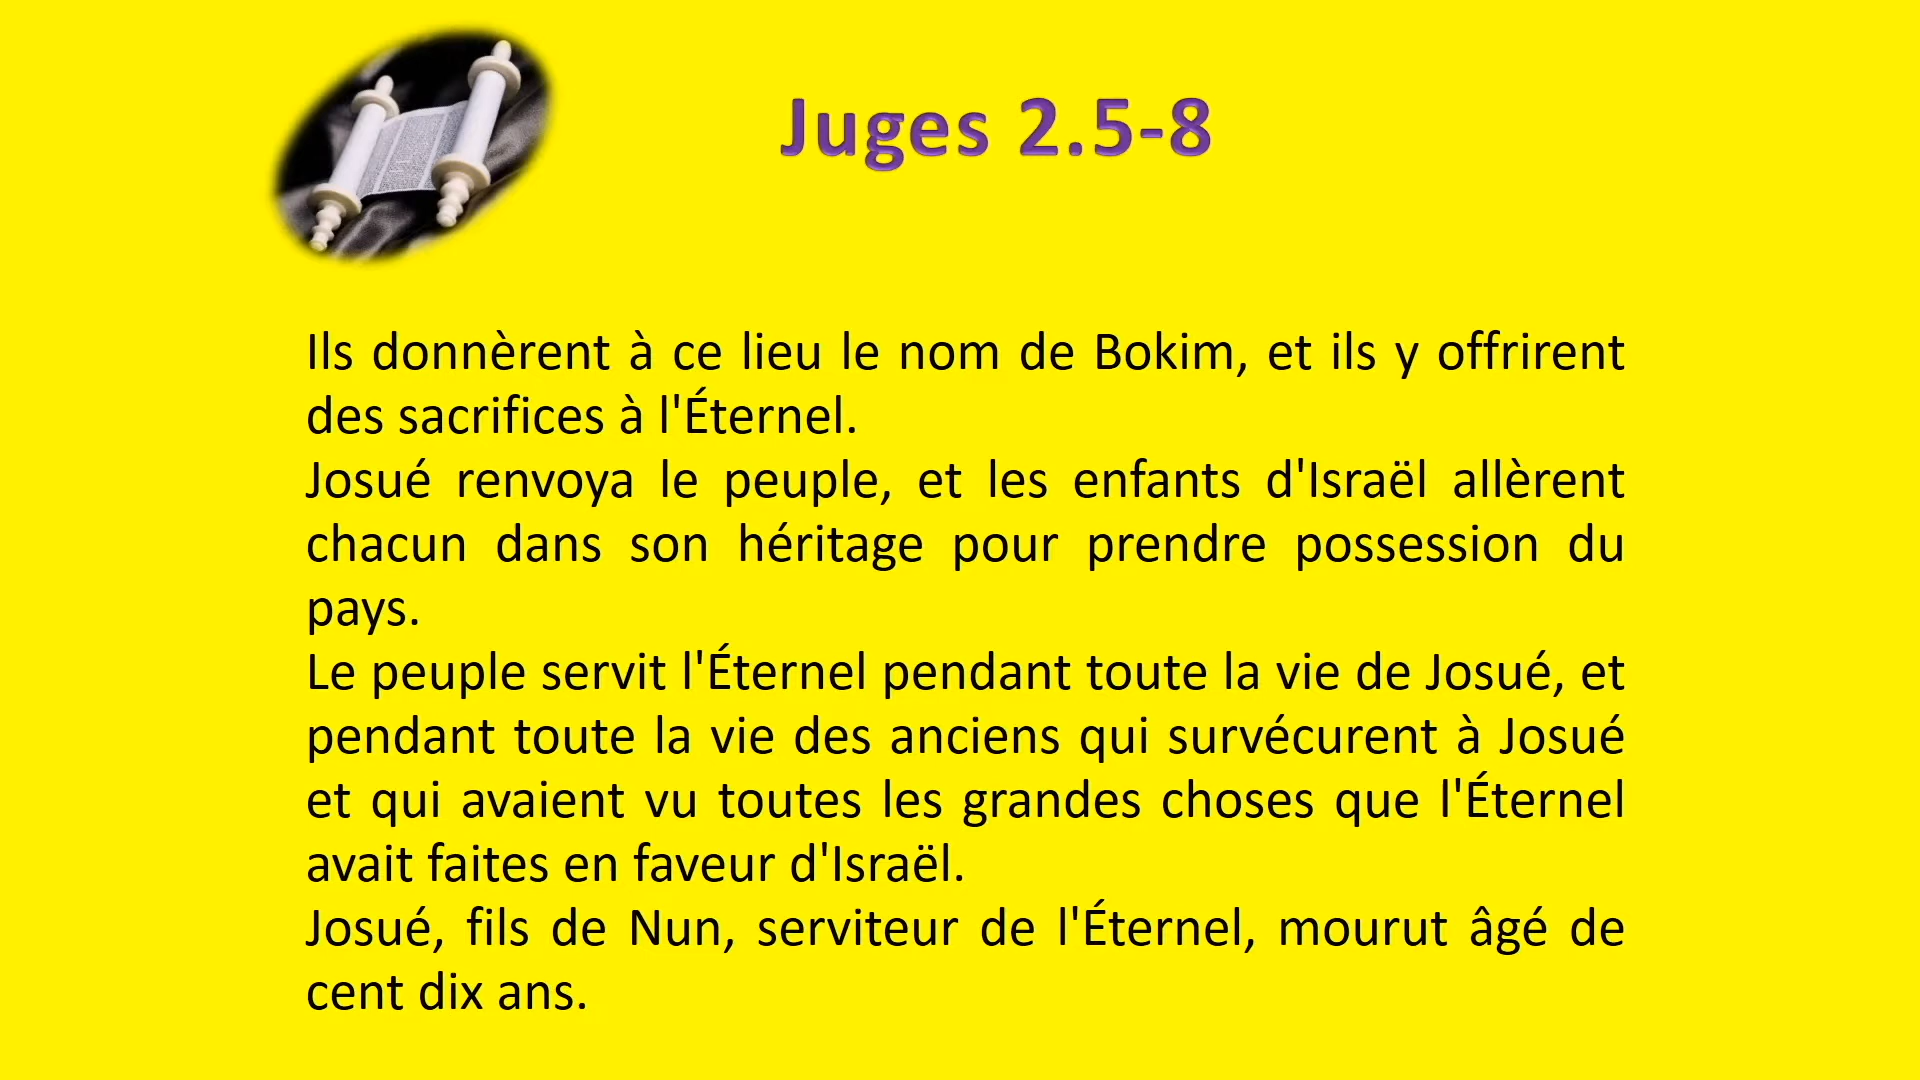 Juges 2.5-8
Ils donnèrent à ce lieu le nom de Bokim, et ils y offrirent
des sacrifices à l'Éternel.
Josué renvoya le peuple, et les enfants d'Israël allèrent
chacun dans son héritage pour prendre possession du
pays.
Le peuple servit l'Éternel pendant toute la vie de Josué, et
pendant toute la vie des anciens qui survécurent à Josué
et qui avaient vu toutes les grandes choses que l'Éternel
avait faites en faveur d'Israël.
Josué, fils de Nun, serviteur de l'Éternel, mourut âgé de
cent dix ans.